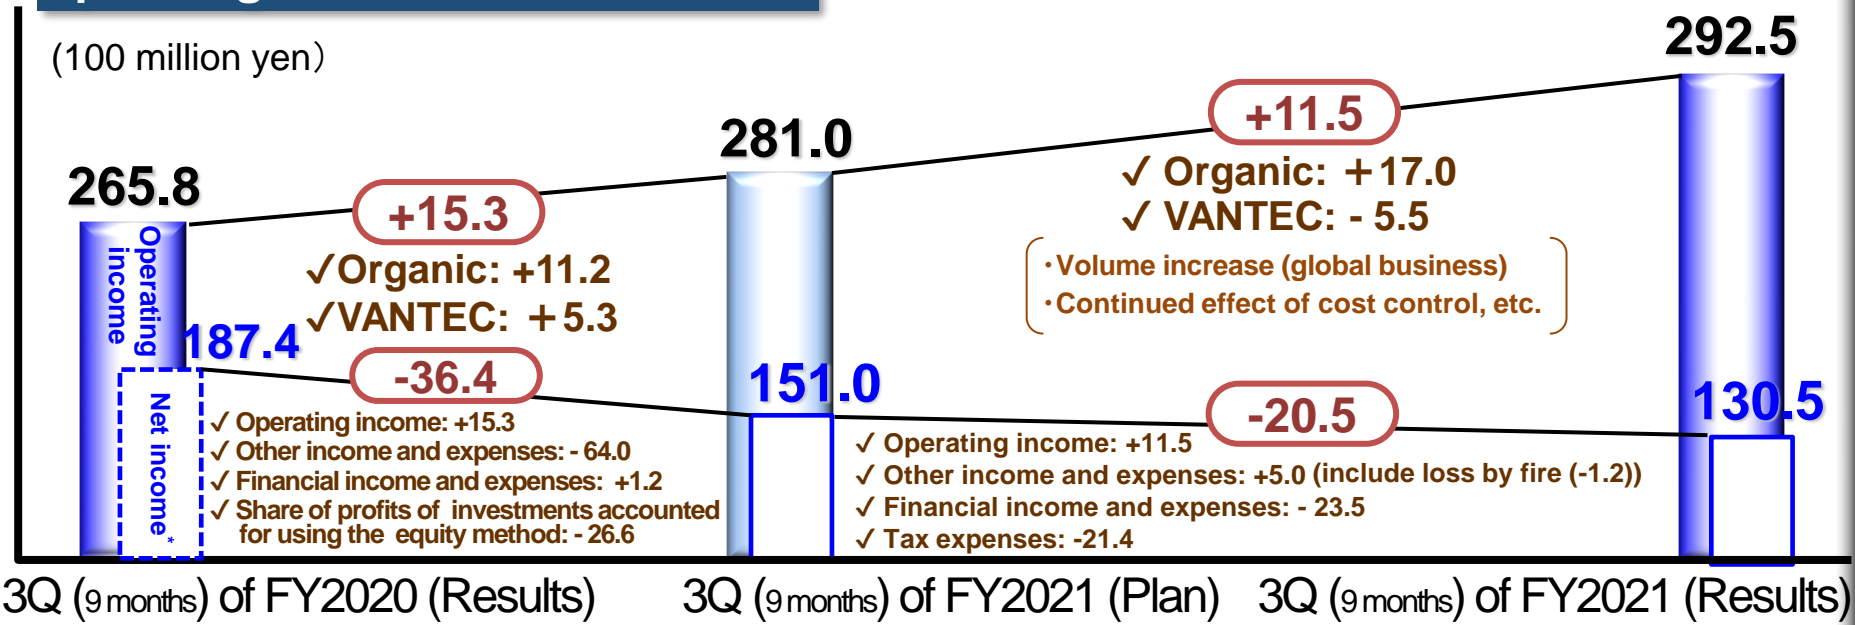 (100 million yen)
265.8
281.0
292.5
+15.3
✓Organic: +11.2
✓VANTEC: +5.3
+11.5
✓ Organic: +17.0
✓ VANTEC: - 5.5
・Volume increase (global business)
・Continued effect of cost control, etc.
Operating
income
187.4
151.0
130.5
-36.4
-20.5
Net income*
✓ Operating income: +15.3
✓ Other income and expenses: - 64.0
✓ Financial income and expenses: +1.2
✓ Share of profits of investments accounted
for using the equity method: - 26.6
✓ Operating income: +11.5
✓ Other income and expenses: +5.0 (include loss by fire (-1.2))
✓ Financial income and expenses: - 23.5
✓ Tax expenses: -21.4
3Q (9 months) of FY2020 (Results)
3Q (9 months) of FY2021 (Plan)
3Q (9 months) of FY2021 (Results)